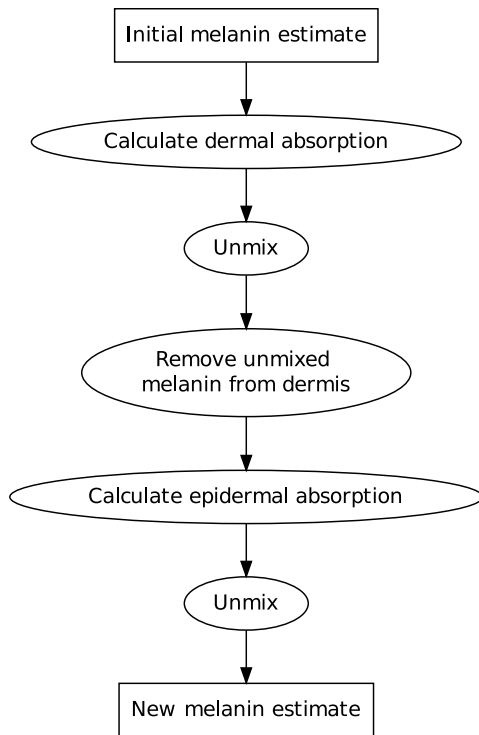 Initial melanin estimate
Calculate dermal absorption
Unmix
Remove unmixed
melanin from dermis
Calculate epidermal absorption
Unmix
New melanin estimate